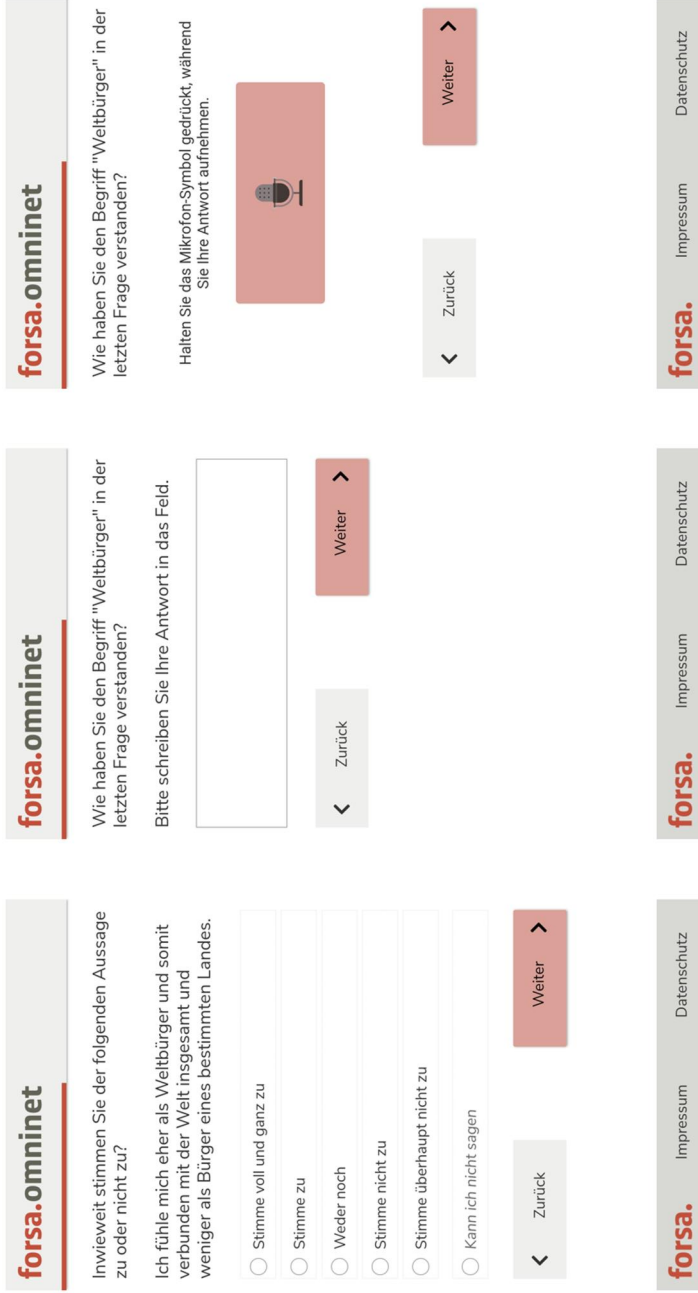 forsa.omninet
Inwieweit stimmen Sie der folgenden Aussage
zu oder nicht zu?
Ich fühle mich eher als Weltbürger und somit
verbunden mit der Welt insgesamt und
weniger als Bürger eines bestimmten Landes.
Stimme voll und ganz zu
Stimme zu
Weder noch
Stimme nicht zu
Stimme überhaupt nicht zu
Kann ich nicht sagen
Zurück
Weiter
forsa.
Impressum
Datenschutz
forsa.omninet
Wie haben Sie den Begriff "Weltbürger" in der
letzten Frage verstanden?
Bitte schreiben Sie Ihre Antwort in das Feld.
Zurück
Weiter
forsa.
Impressum
Datenschutz
forsa.omninet
Wie haben Sie den Begriff "Weltbürger" in der
letzten Frage verstanden?
Halten Sie das Mikrofon-Symbol gedrückt, während
Sie Ihre Antwort aufnehmen.
Zurück
Weiter
forsa.
Impressum
Datenschutz